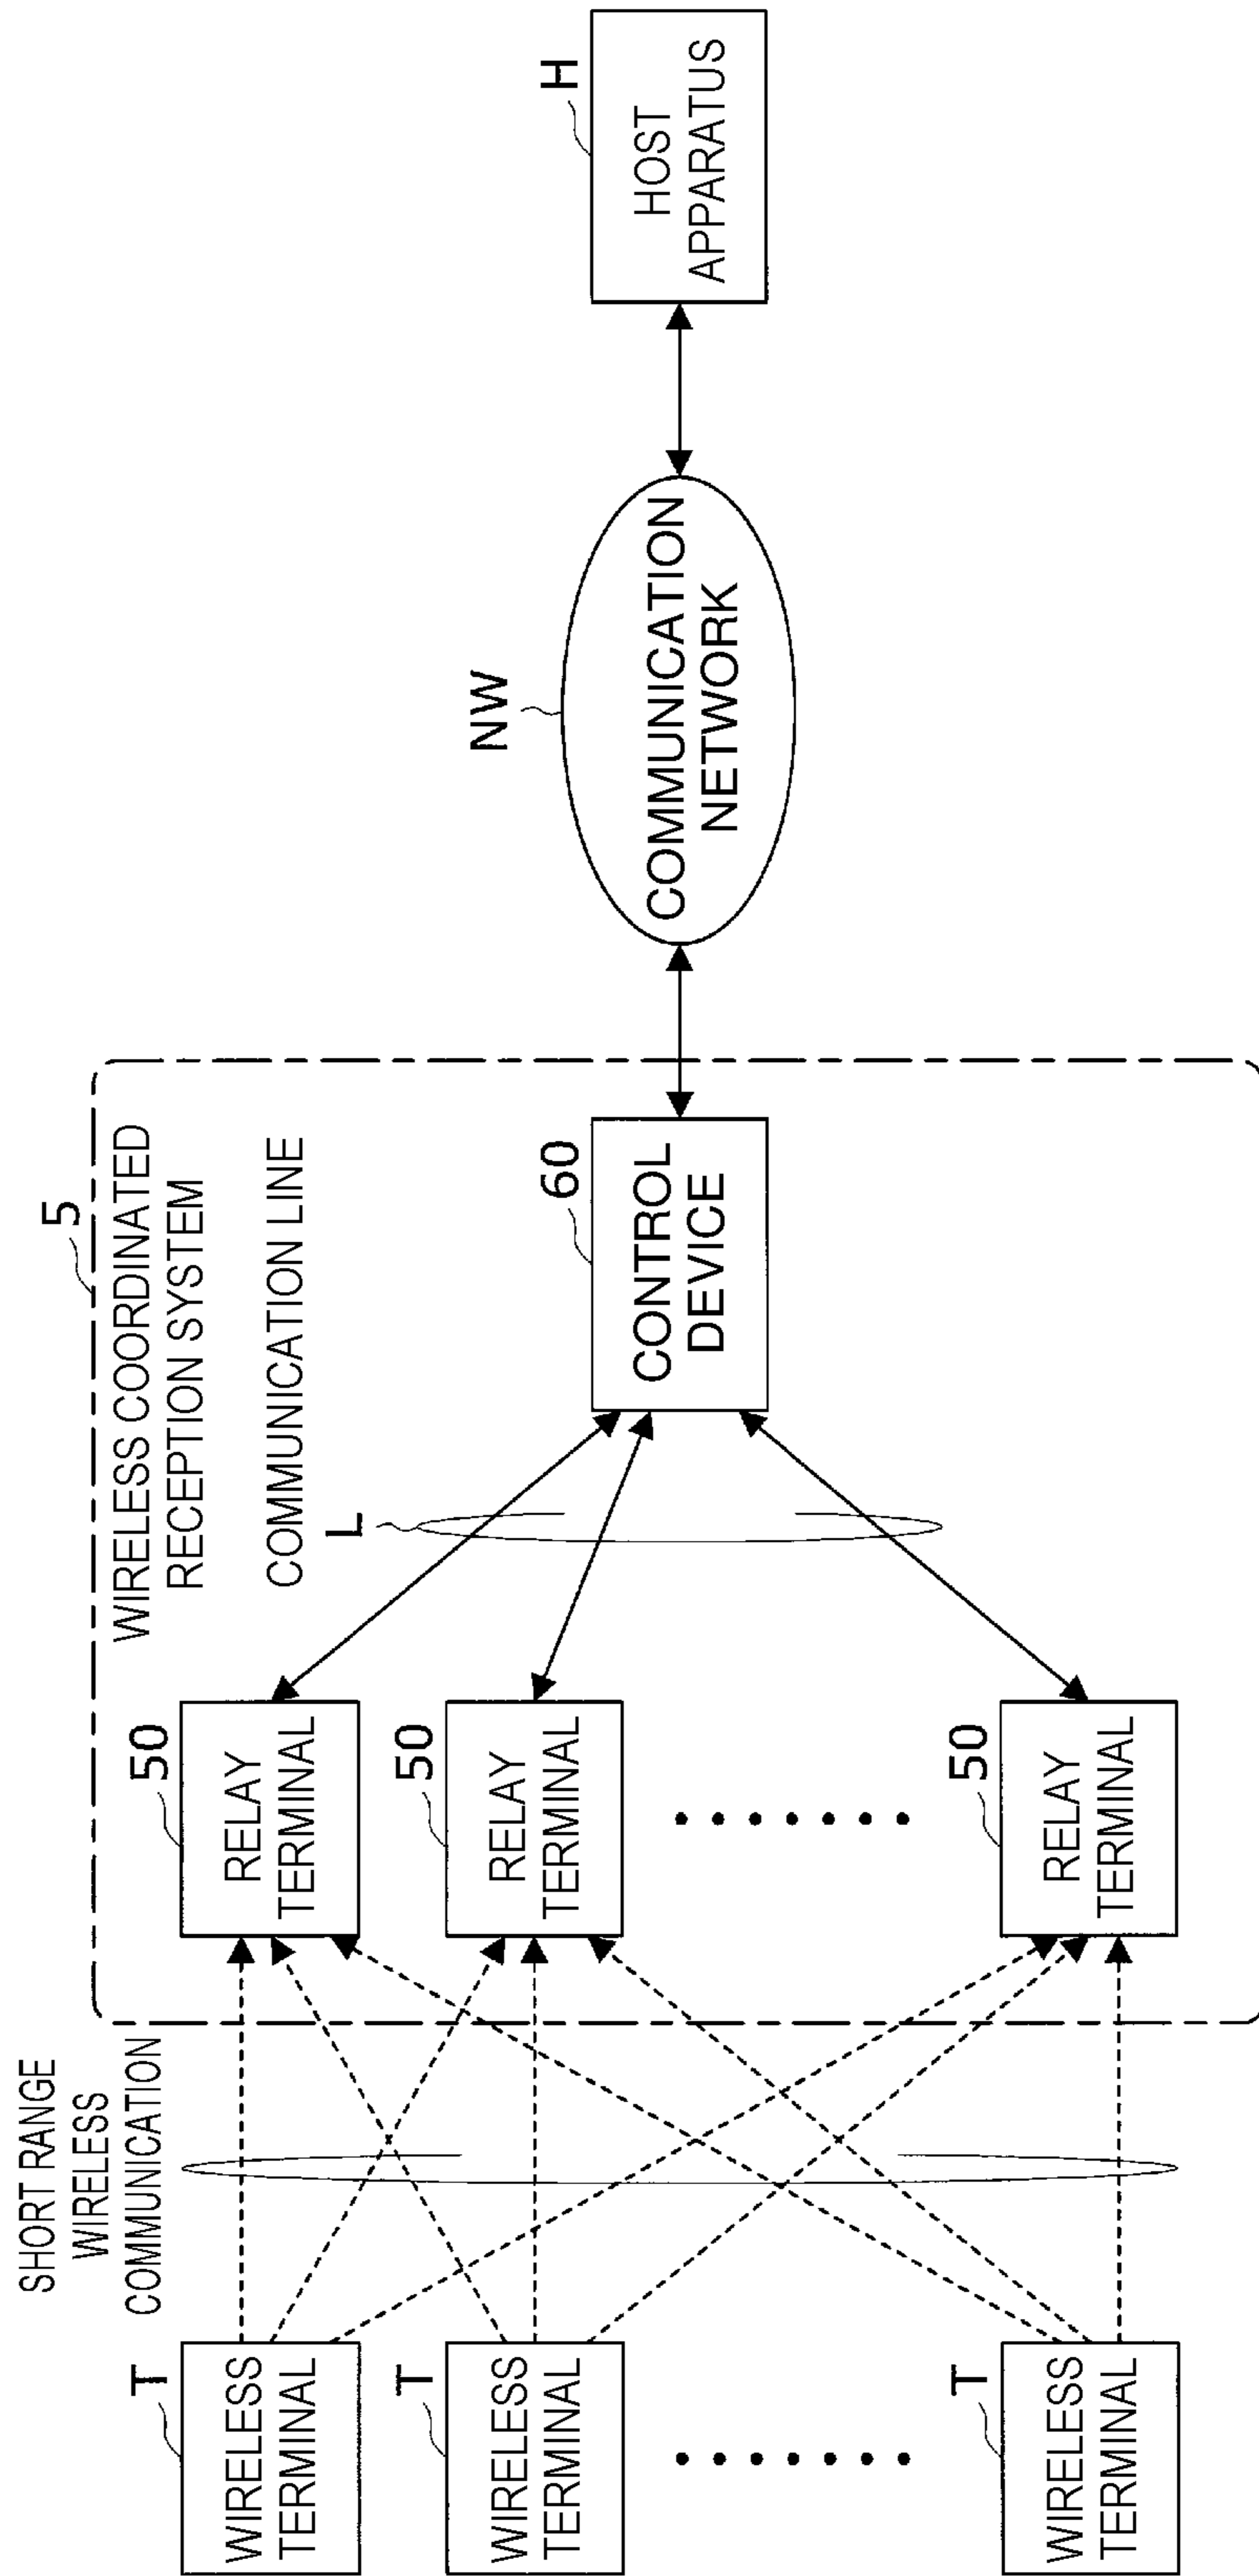 5
WIRELESS COORDINATED
RECEPTION SYSTEM
SHORT RANGE
WIRELESS
COMMUNICATION
COMMUNICATION LINE
L
T
WIRELESS
TERMINAL
50
RELAY
TERMINAL
T
WIRELESS
TERMINAL
50
RELAY
TERMINAL
60
CONTROL
DEVICE
NW
COMMUNICATION
NETWORK
H
HOST
APPARATUS
T
WIRELESS
TERMINAL
50
RELAY
TERMINAL